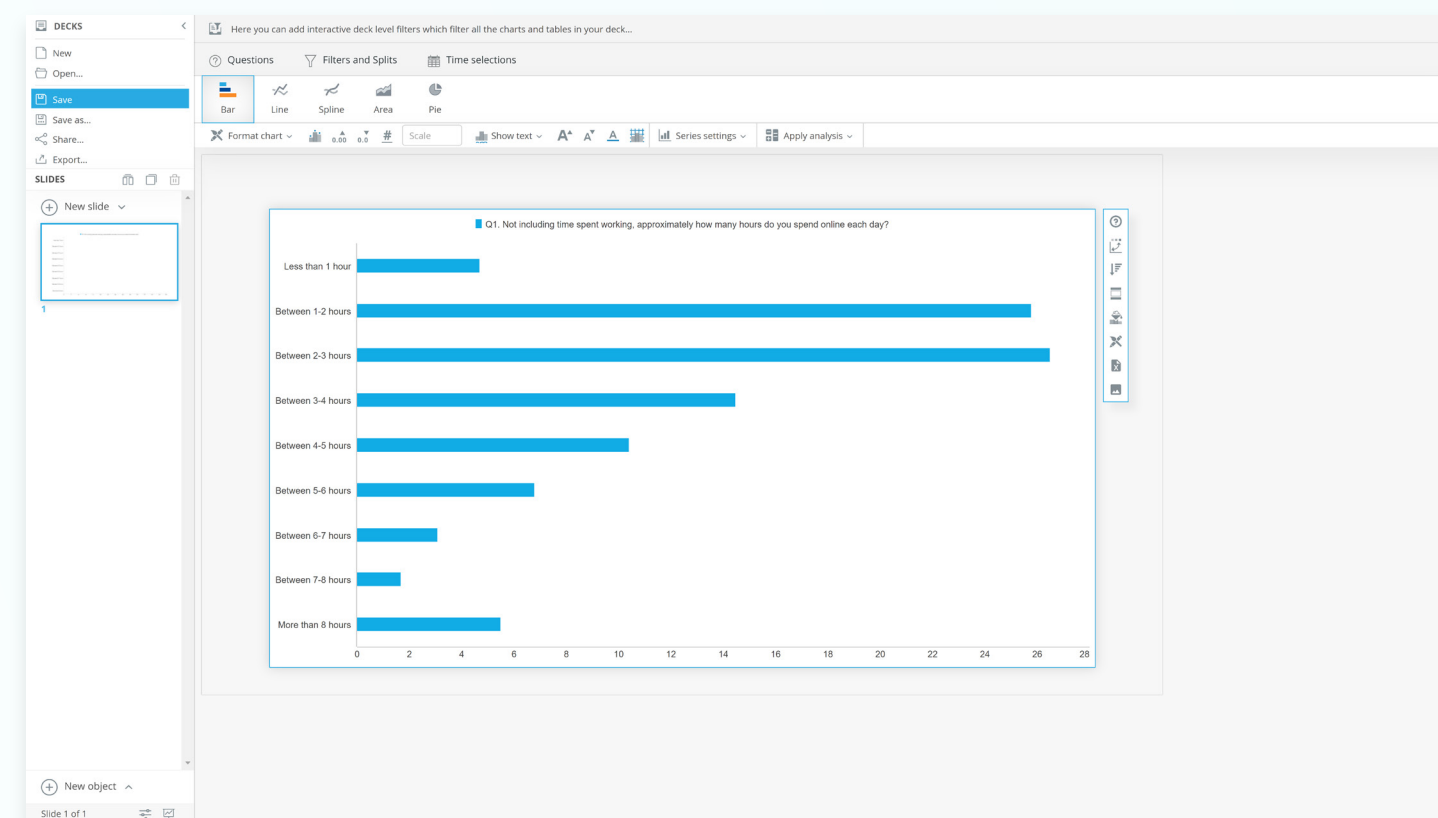 DECKS
New
Open...
Save
Save as...
Share...
Export...
SLIDES
New slide
1
New object
Slide 1 of 1
Here you can add interactive deck level filters which filter all the charts and tables in your deck...
Questions Filters and Splits Time selections
Bar Line Spline Area Pie
Format chart 0.00 0.0 # Scale Show text A A A Series settings Apply analysis
Q1. Not including time spent working, approximately how many hours do you spend online each day?
Less than 1 hour
Between 1-2 hours
Between 2-3 hours
Between 3-4 hours
Between 4-5 hours
Between 5-6 hours
Between 6-7 hours
Between 7-8 hours
More than 8 hours
0 2 4 6 8 10 12 14 16 18 20 22 24 26 28